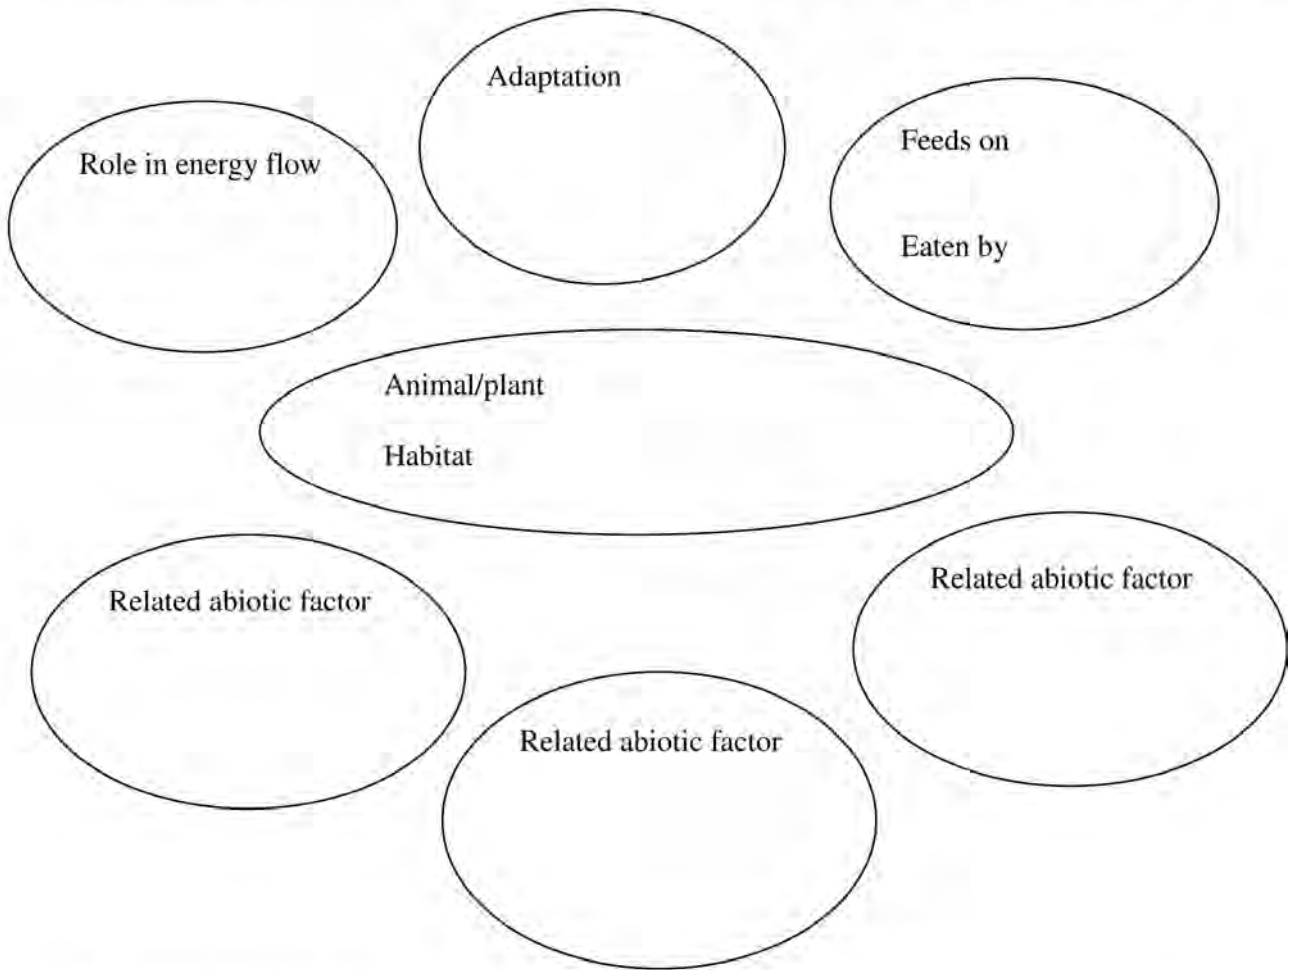 Adaptation
Role in energy flow
Feeds on
Eaten by
Animal/plant
Habitat
Related abiotic factor
Related abiotic factor
Related abiotic factor